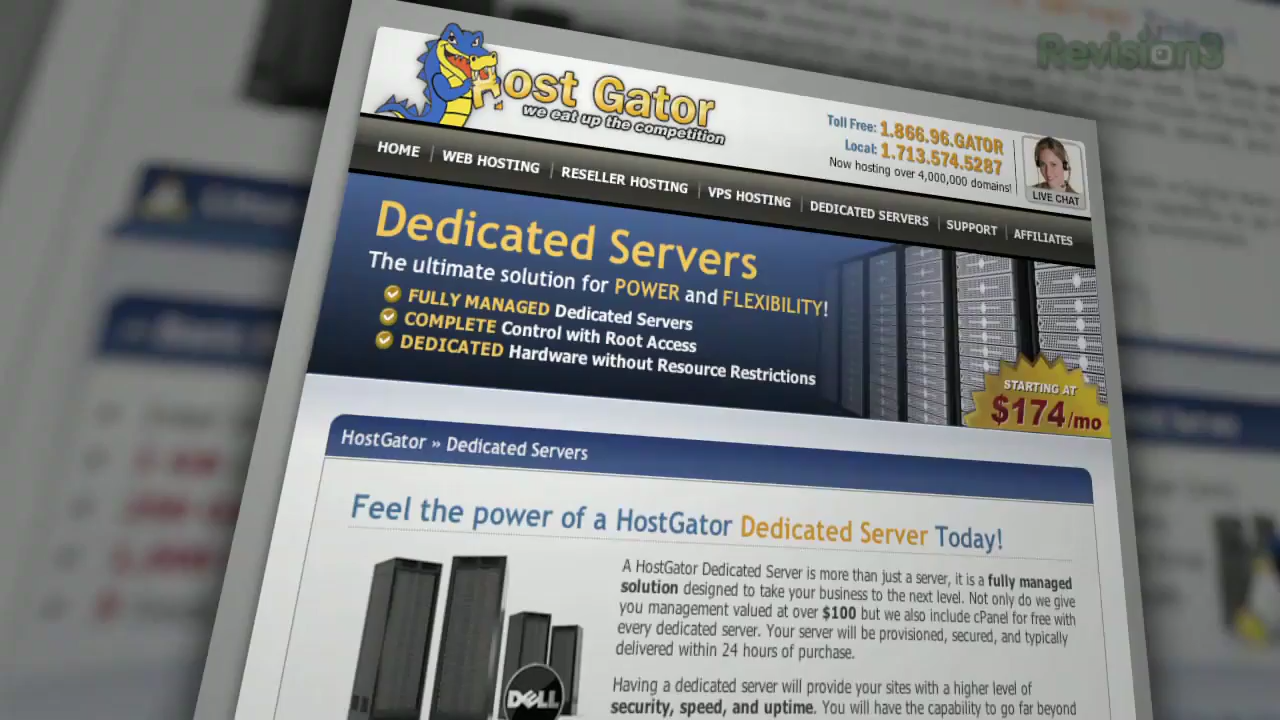 Revision3
Host Gator
we eat up the competition
Toll Free: 1.866.96.GATOR
Local: 1.713.574.5287
Now hosting over 4,000,000 domains!
LIVE CHAT
HOME | WEB HOSTING | RESELLER HOSTING | VPS HOSTING | DEDICATED SERVERS | SUPPORT | AFFILIATES
Dedicated Servers
The ultimate solution for POWER and FLEXIBILITY!
FULLY MANAGED Dedicated Servers
COMPLETE Control with Root Access
DEDICATED Hardware without Resource Restrictions
STARTING AT
$174/mo
HostGator » Dedicated Servers
Feel the power of a HostGator Dedicated Server Today!
A HostGator Dedicated Server is more than just a server, it is a fully managed
solution designed to take your business to the next level. Not only do we give
you management valued at over $100 but we also include cPanel for free with
every dedicated server. Your server will be provisioned, secured, and typically
delivered within 24 hours of purchase.
DELL
Having a dedicated server will provide your sites with a higher level of
security, speed, and uptime. You will have the capability to go far beyond